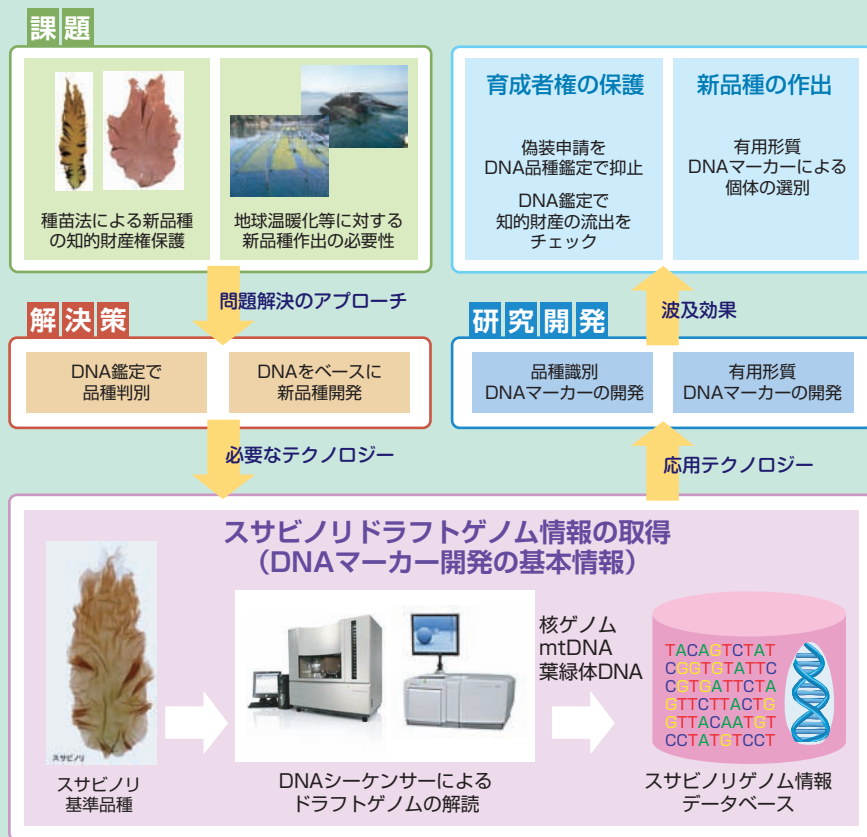 課題
種苗法による新品種
の知的財産権保護
地球温暖化等に対する
新品種作出の必要性
問題解決のアプローチ
解決策
DNA鑑定で
品種判別
DNAをベースに
新品種開発
必要なテクノロジー
スサビノリドラフトゲノム情報の取得
（DNAマーカー開発の基本情報）
スサビノリ
スサビノリ
基準品種
DNAシーケンサーによる
ドラフトゲノムの解読
核ゲノム
mtDNA
葉緑体DNA
TACAGTCTAT
CGGTGTATTC
CGTGATTCTA
GTTCTTACTG
GTTACAATGT
CCTATGTCCT
スサビノリゲノム情報
データベース
応用テクノロジー
研究開発
品種識別
DNAマーカーの開発
有用形質
DNAマーカーの開発
波及効果
育成者権の保護
偽装申請を
DNA品種鑑定で抑止
DNA鑑定で
知的財産の流出を
チェック
新品種の作出
有用形質
DNAマーカーによる
個体の選別